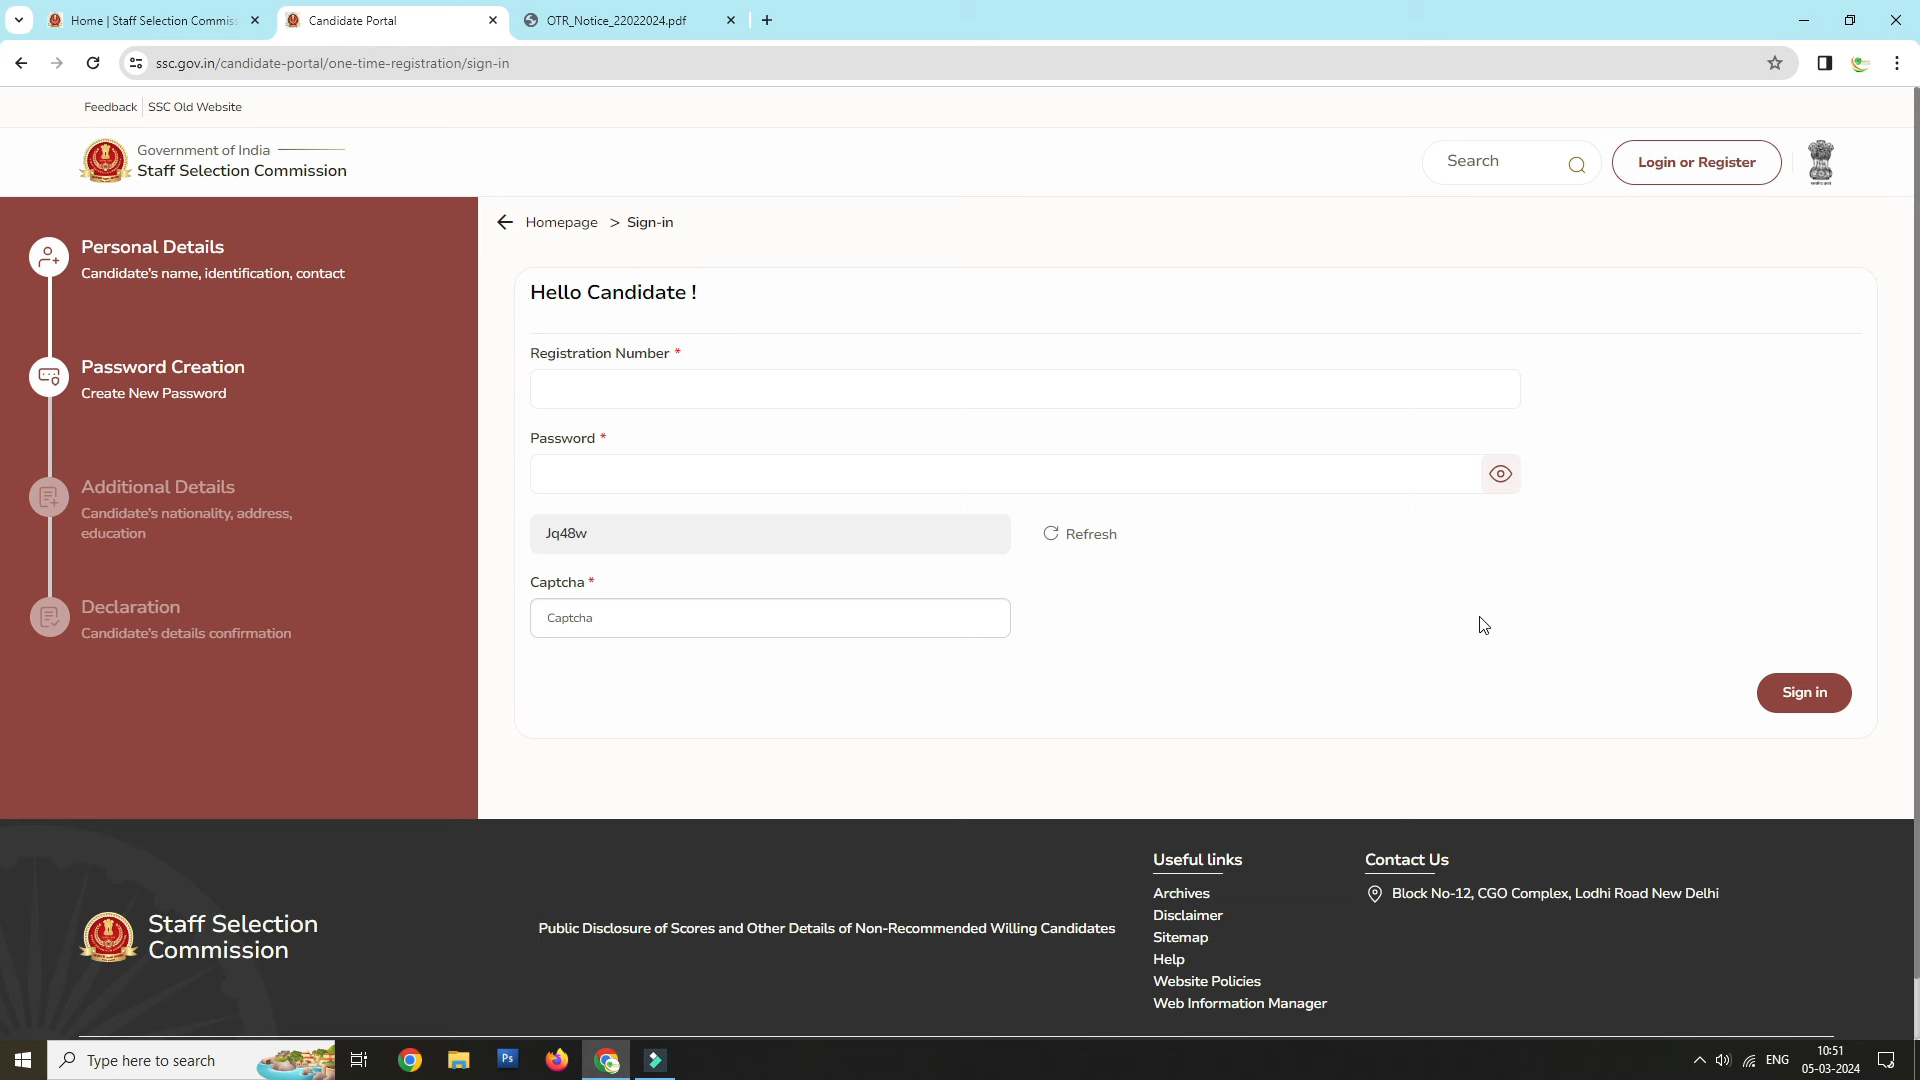 Home | Staff Selection Commis
Candidate Portal
OTR_Notice_22022024.pdf
ssc.gov.in/candidate-portal/one-time-registration/sign-in
Feedback
SSC Old Website
Government of India
Staff Selection Commission
Search
Login or Register
Personal Details
Candidate's name, identification, contact
Password Creation
Create New Password
Additional Details
Candidate's nationality, address,
education
Declaration
Candidate's details confirmation
Homepage > Sign-in
Hello Candidate !
Registration Number *
Password *
Jq48w
Refresh
Captcha *
Captcha
Sign in
Staff Selection
Commission
Public Disclosure of Scores and Other Details of Non-Recommended Willing Candidates
Useful links
Archives
Disclaimer
Sitemap
Help
Website Policies
Web Information Manager
Contact Us
Block No-12, CGO Complex, Lodhi Road New Delhi
Type here to search
Ps
ENG
10:51
05-03-2024